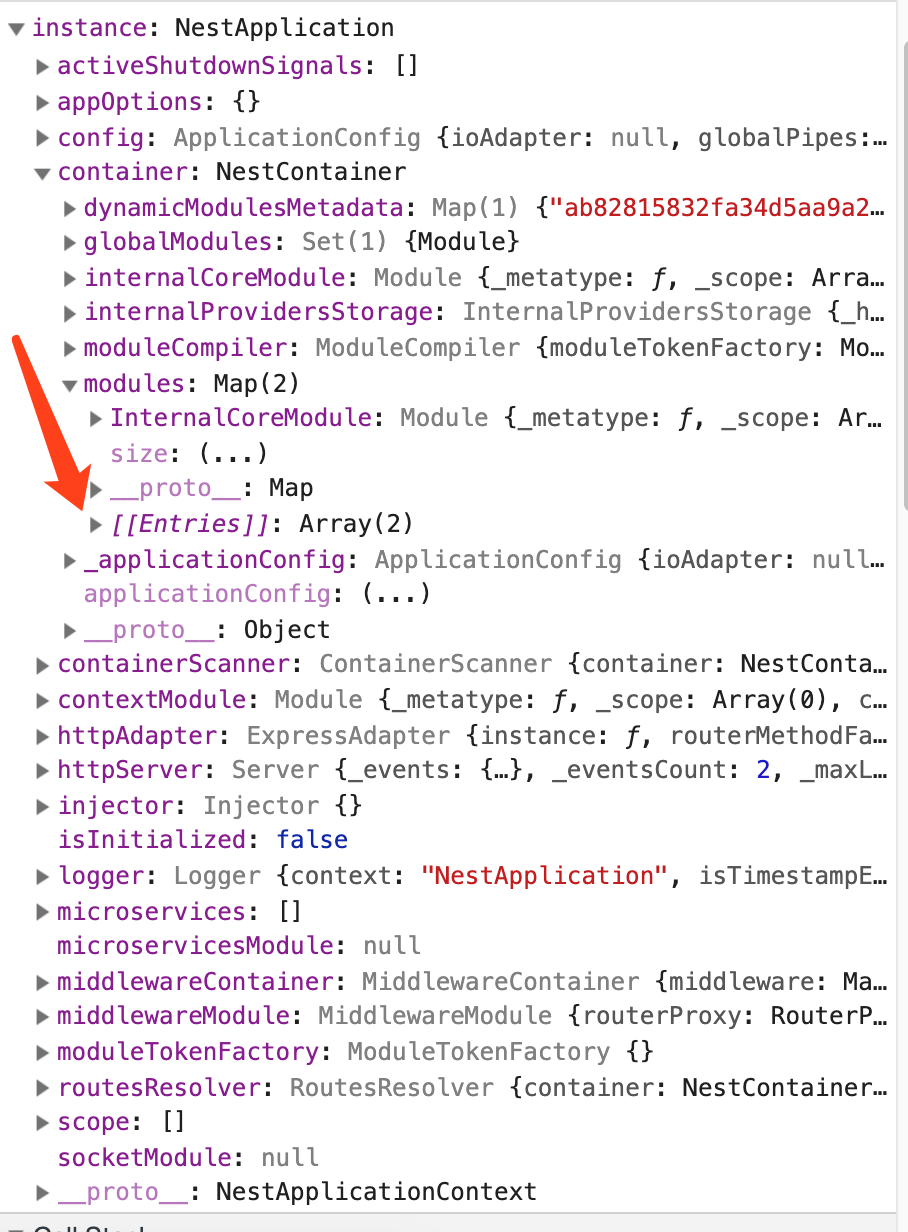 instance: NestApplication
activeShutdownSignals: []
appOptions: {}
config: ApplicationConfig {ioAdapter: null, globalPipes:…
container: NestContainer
dynamicModulesMetadata: Map(1) {"ab82815832fa34d5aa9a2…
globalModules: Set(1) {Module}
internalCoreModule: Module {_metatype: ƒ, _scope: Arra…
internalProvidersStorage: InternalProvidersStorage {_h…
moduleCompiler: ModuleCompiler {moduleTokenFactory: Mo…
modules: Map(2)
InternalCoreModule: Module {_metatype: ƒ, _scope: Ar…
size: (...)
__proto__: Map
[[Entries]]: Array(2)
_applicationConfig: ApplicationConfig {ioAdapter: null…
applicationConfig: (...)
__proto__: Object
containerScanner: ContainerScanner {container: NestConta…
contextModule: Module {_metatype: ƒ, _scope: Array(0), c…
httpAdapter: ExpressAdapter {instance: ƒ, routerMethodFa…
httpServer: Server {_events: {…}, _eventsCount: 2, _maxL…
injector: Injector {}
isInitialized: false
logger: Logger {context: "NestApplication", isTimestampE…
microservices: []
microservicesModule: null
middlewareContainer: MiddlewareContainer {middleware: Ma…
middlewareModule: MiddlewareModule {routerProxy: RouterP…
moduleTokenFactory: ModuleTokenFactory {}
routesResolver: RoutesResolver {container: NestContainer…
scope: []
socketModule: null
__proto__: NestApplicationContext